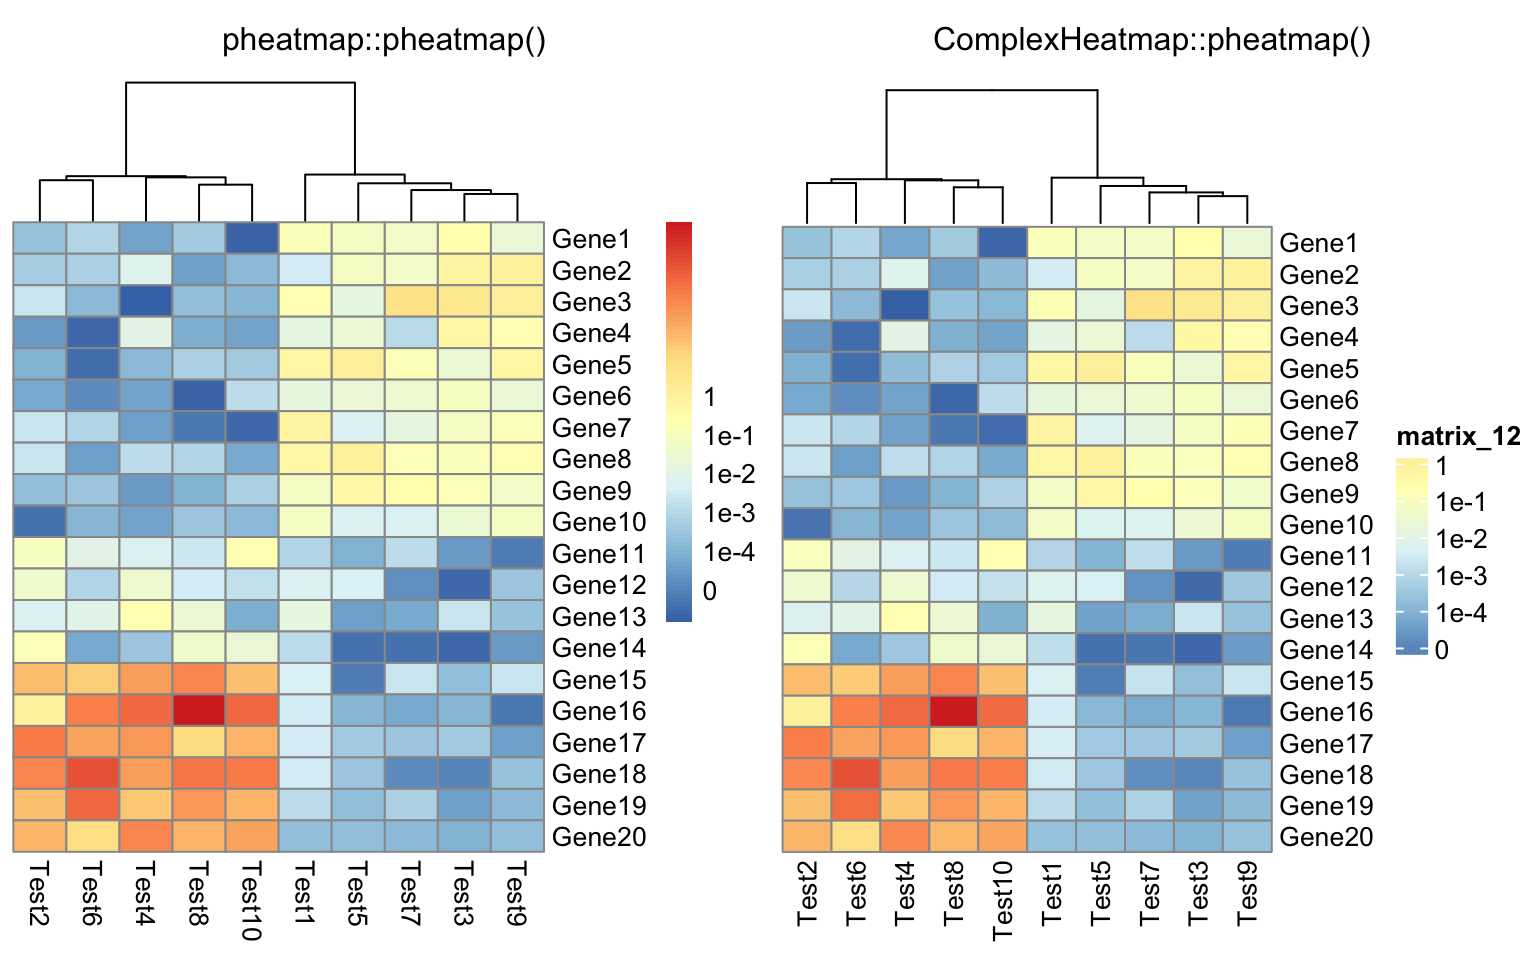 pheatmap::pheatmap()
Gene1
Gene2
Gene3
Gene4
Gene5
Gene6
Gene7
Gene8
Gene9
Gene10
Gene11
Gene12
Gene13
Gene14
Gene15
Gene16
Gene17
Gene18
Gene19
Gene20
Test2
Test6
Test4
Test8
Test10
Test1
Test5
Test7
Test3
Test9
1
1e-1
1e-2
1e-3
1e-4
0
ComplexHeatmap::pheatmap()
Gene1
Gene2
Gene3
Gene4
Gene5
Gene6
Gene7
Gene8
Gene9
Gene10
Gene11
Gene12
Gene13
Gene14
Gene15
Gene16
Gene17
Gene18
Gene19
Gene20
Test2
Test6
Test4
Test8
Test10
Test1
Test5
Test7
Test3
Test9
matrix_12
1
1e-1
1e-2
1e-3
1e-4
0